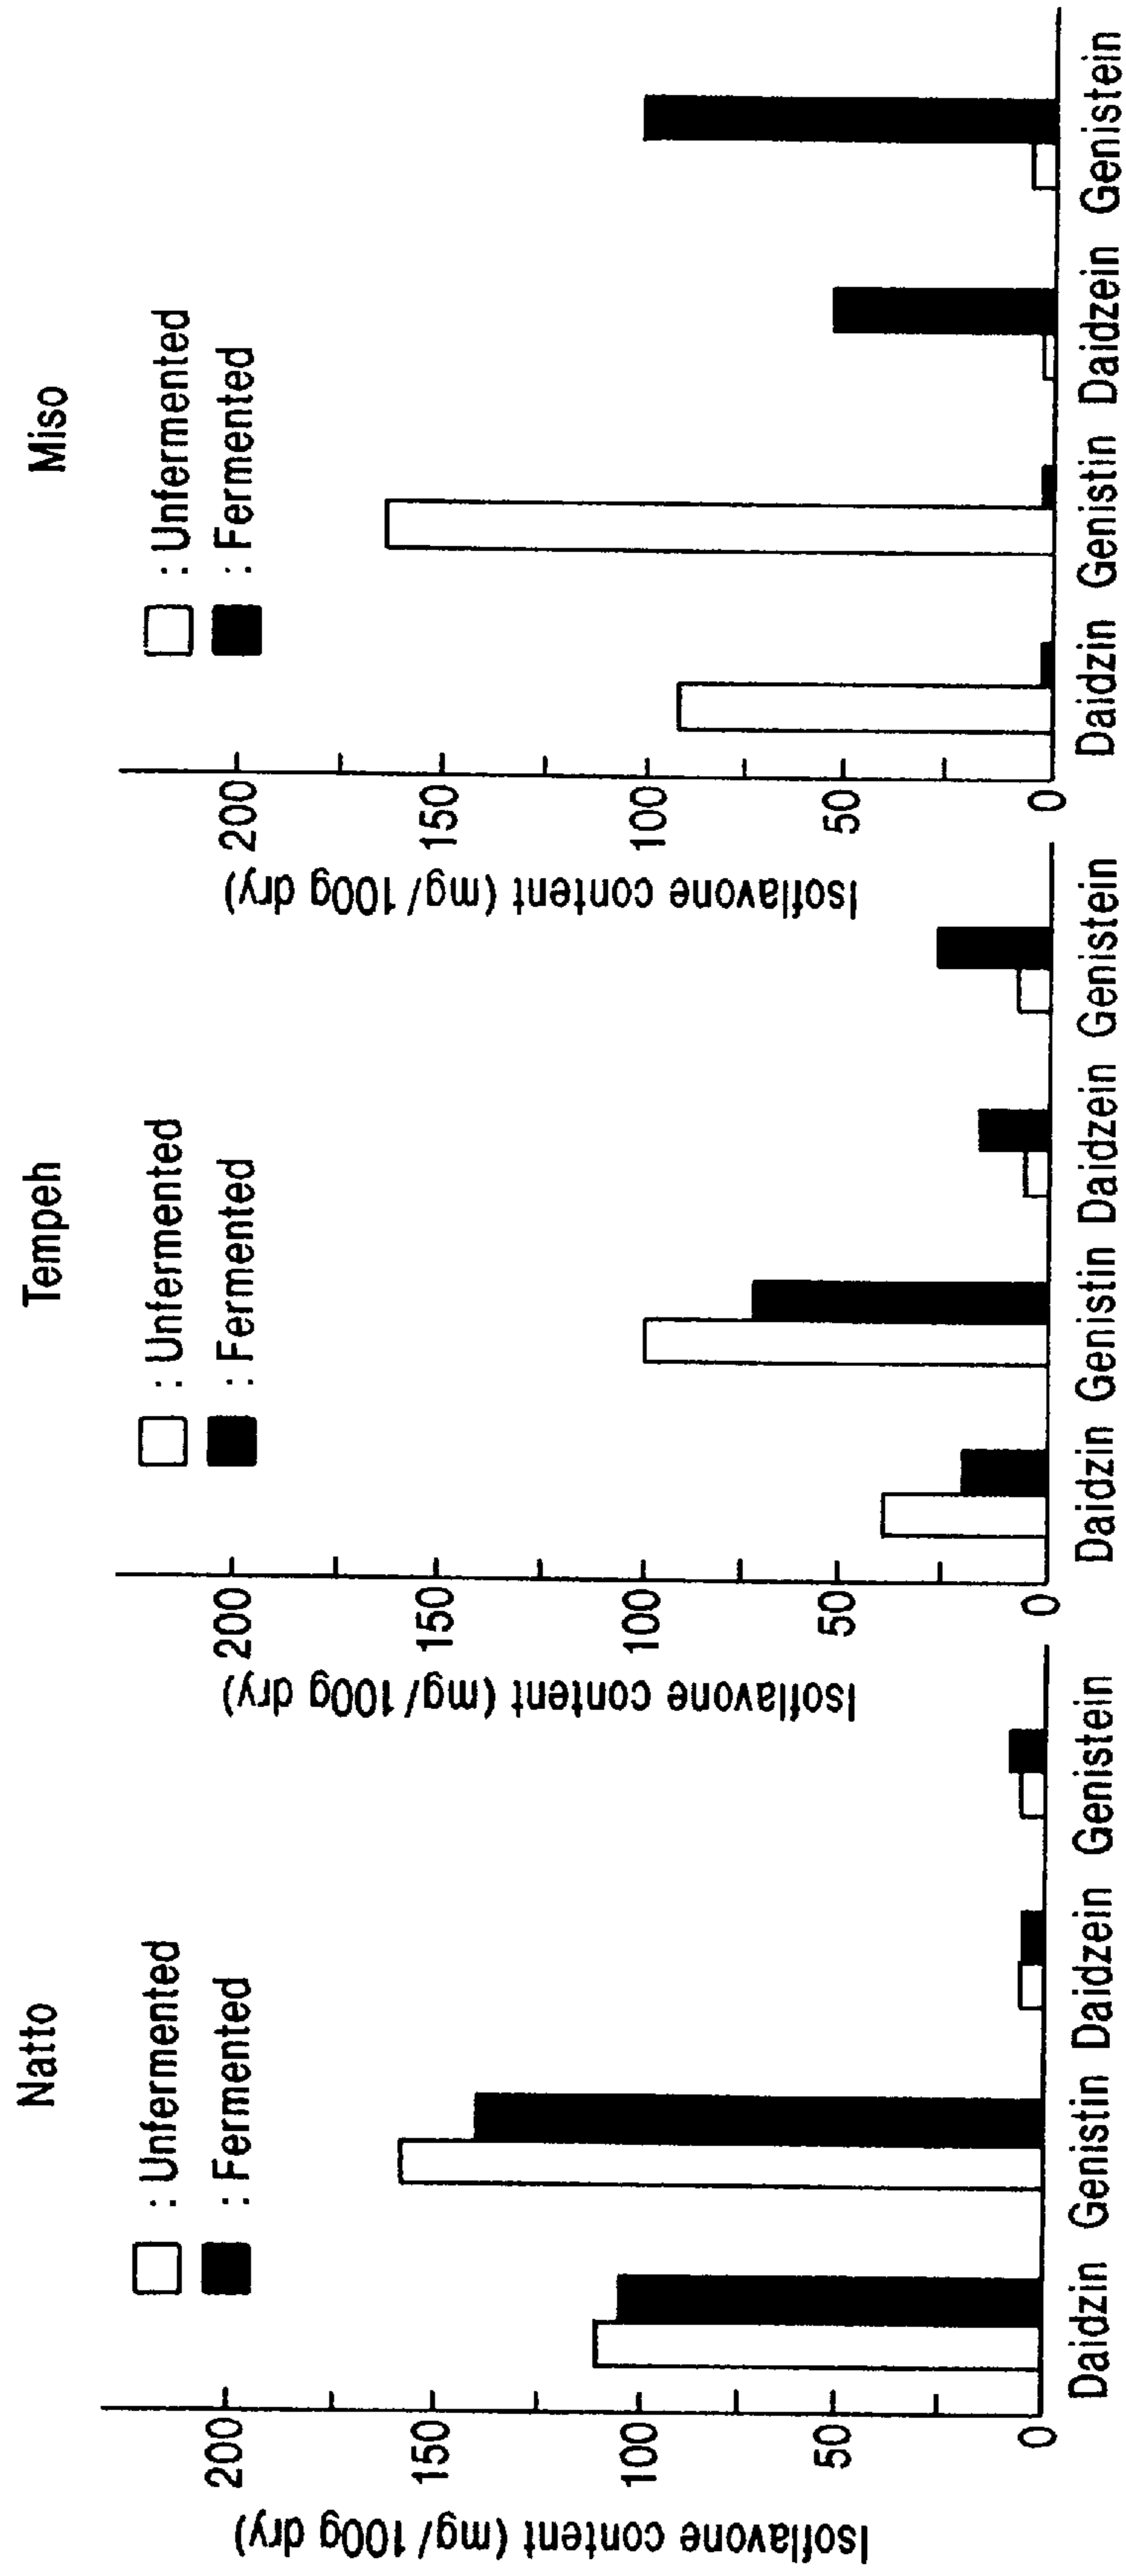 Natto
: Unfermented
: Fermented
Isoflavone content (mg/100g dry)
200
150
100
50
0
Daidzin Genistin Daidzein Genistein
Tempeh
: Unfermented
: Fermented
Isoflavone content (mg/100g dry)
200
150
100
50
0
Daidzin Genistin Daidzein Genistein
Miso
: Unfermented
: Fermented
Isoflavone content (mg/100g dry)
200
150
100
50
0
Daidzin Genistin Daidzein Genistein